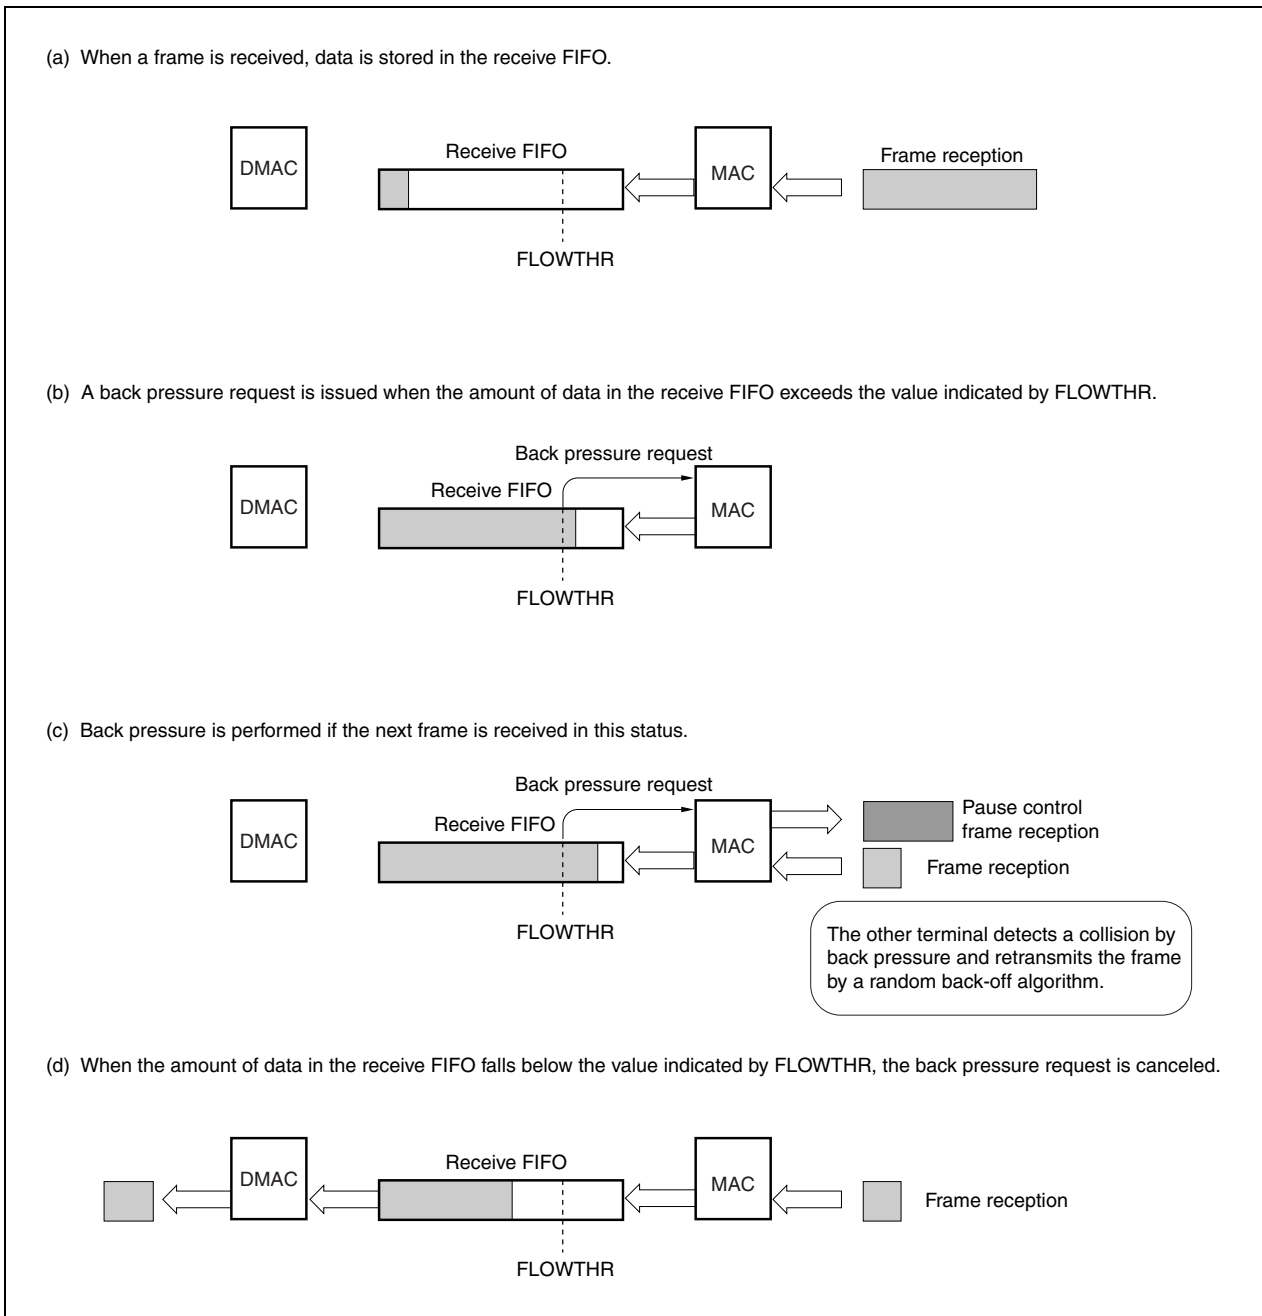 (a) When a frame is received, data is stored in the receive FIFO.
DMAC
Receive FIFO
MAC
Frame reception
FLOWTHR
(b) A back pressure request is issued when the amount of data in the receive FIFO exceeds the value indicated by FLOWTHR.
Back pressure request
DMAC
Receive FIFO
MAC
FLOWTHR
(c) Back pressure is performed if the next frame is received in this status.
Back pressure request
DMAC
Receive FIFO
MAC
Pause control
frame reception
Frame reception
FLOWTHR
The other terminal detects a collision by
back pressure and retransmits the frame
by a random back-off algorithm.
(d) When the amount of data in the receive FIFO falls below the value indicated by FLOWTHR, the back pressure request is canceled.
DMAC
Receive FIFO
MAC
Frame reception
FLOWTHR